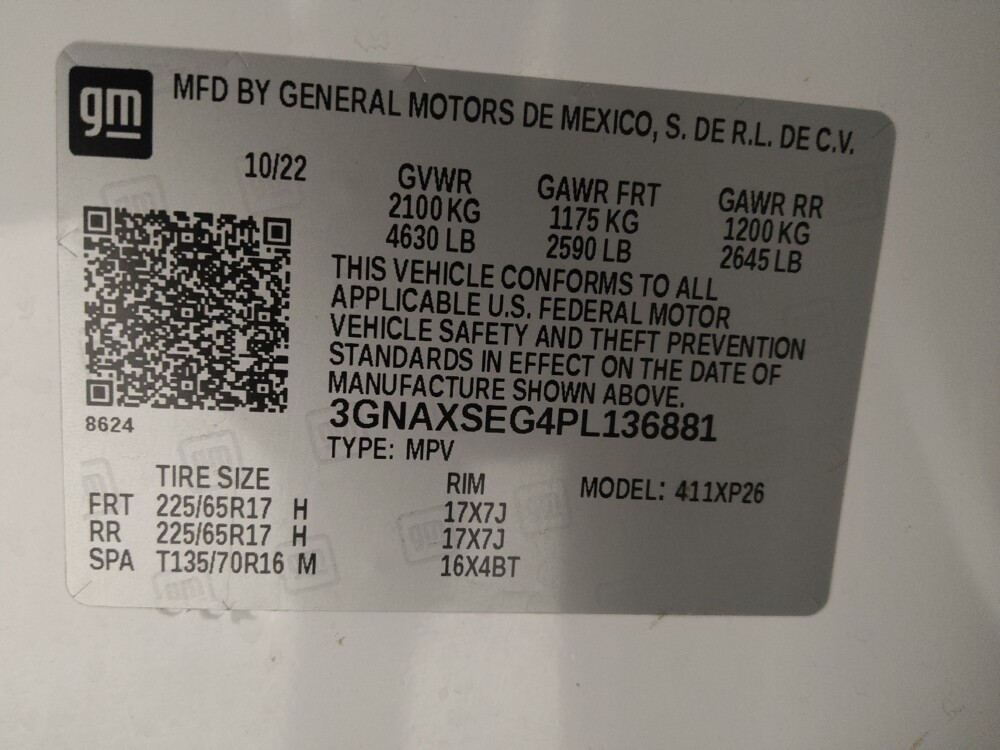 gm
MFD BY GENERAL MOTORS DE MEXICO, S. DE R.L. DE C.V.
10/22
GVWR GAWR FRT GAWR RR
2100 KG 1175 KG 1200 KG
4630 LB 2590 LB 2645 LB
THIS VEHICLE CONFORMS TO ALL
APPLICABLE U.S. FEDERAL MOTOR
VEHICLE SAFETY AND THEFT PREVENTION
STANDARDS IN EFFECT ON THE DATE OF
MANUFACTURE SHOWN ABOVE.
3GNAXSEG4PL136881
8624
TYPE: MPV
TIRE SIZE RIM MODEL: 411XP26
FRT 225/65R17 H 17X7J
RR 225/65R17 H 17X7J
SPA T135/70R16 M 16X4BT